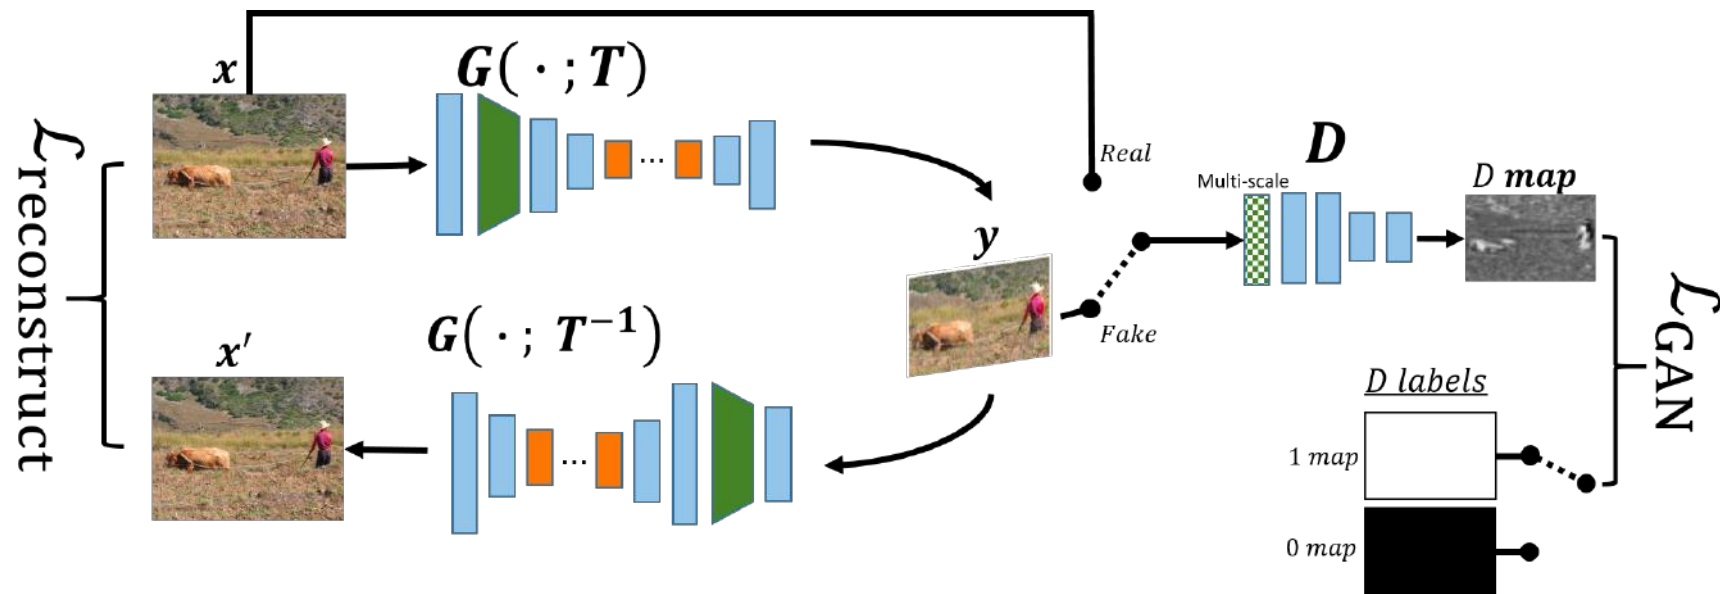 x
G( · ; T)
ℒreconstruct
Real
D
Multi-scale
D map
y
...
G( · ; T⁻¹)
Fake
x′
...
D labels
1 map
0 map
ℒGAN